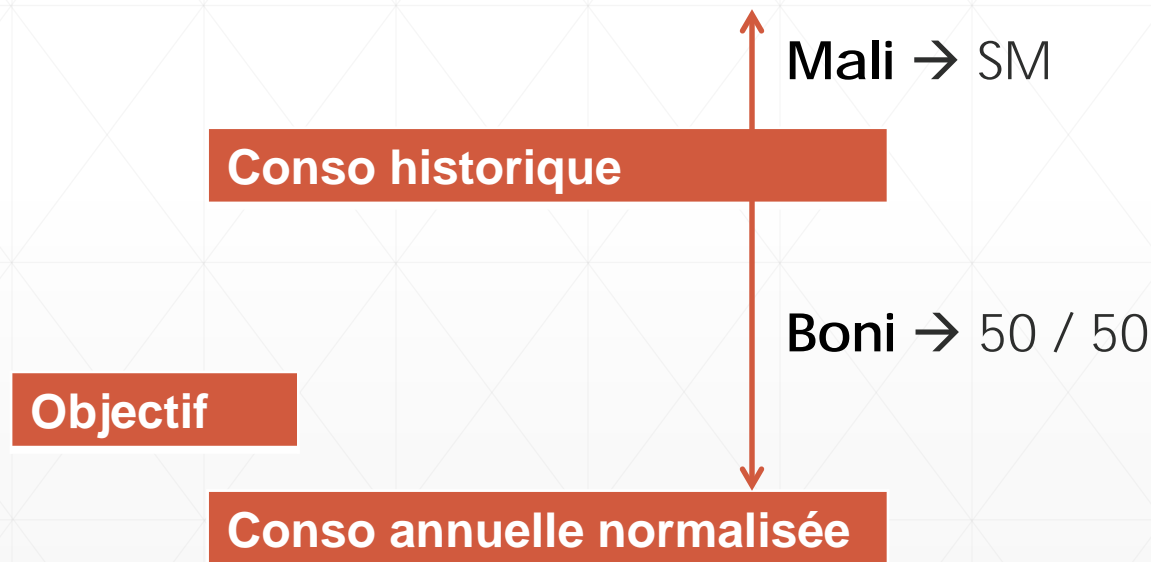 Mali → SM
Conso historique
Boni → 50 / 50
Objectif
Conso annuelle normalisée